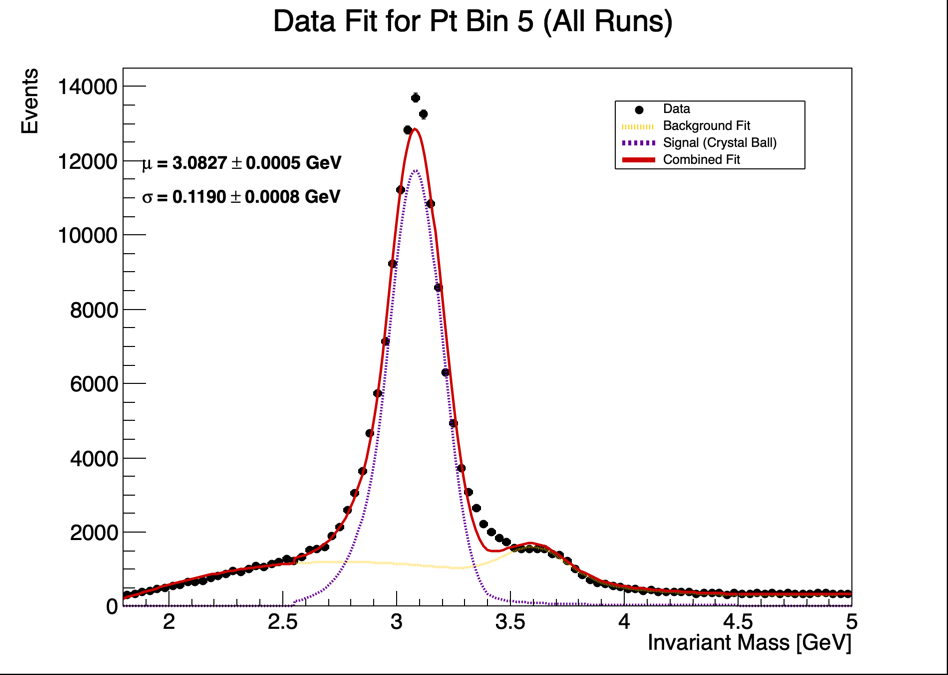 Data Fit for Pt Bin 5 (All Runs)
Events
14000
12000
10000
8000
6000
4000
2000
0
μ = 3.0827 ± 0.0005 GeV
σ = 0.1190 ± 0.0008 GeV
Data
Background Fit
Signal (Crystal Ball)
Combined Fit
2 2.5 3 3.5 4 4.5 5
Invariant Mass [GeV]